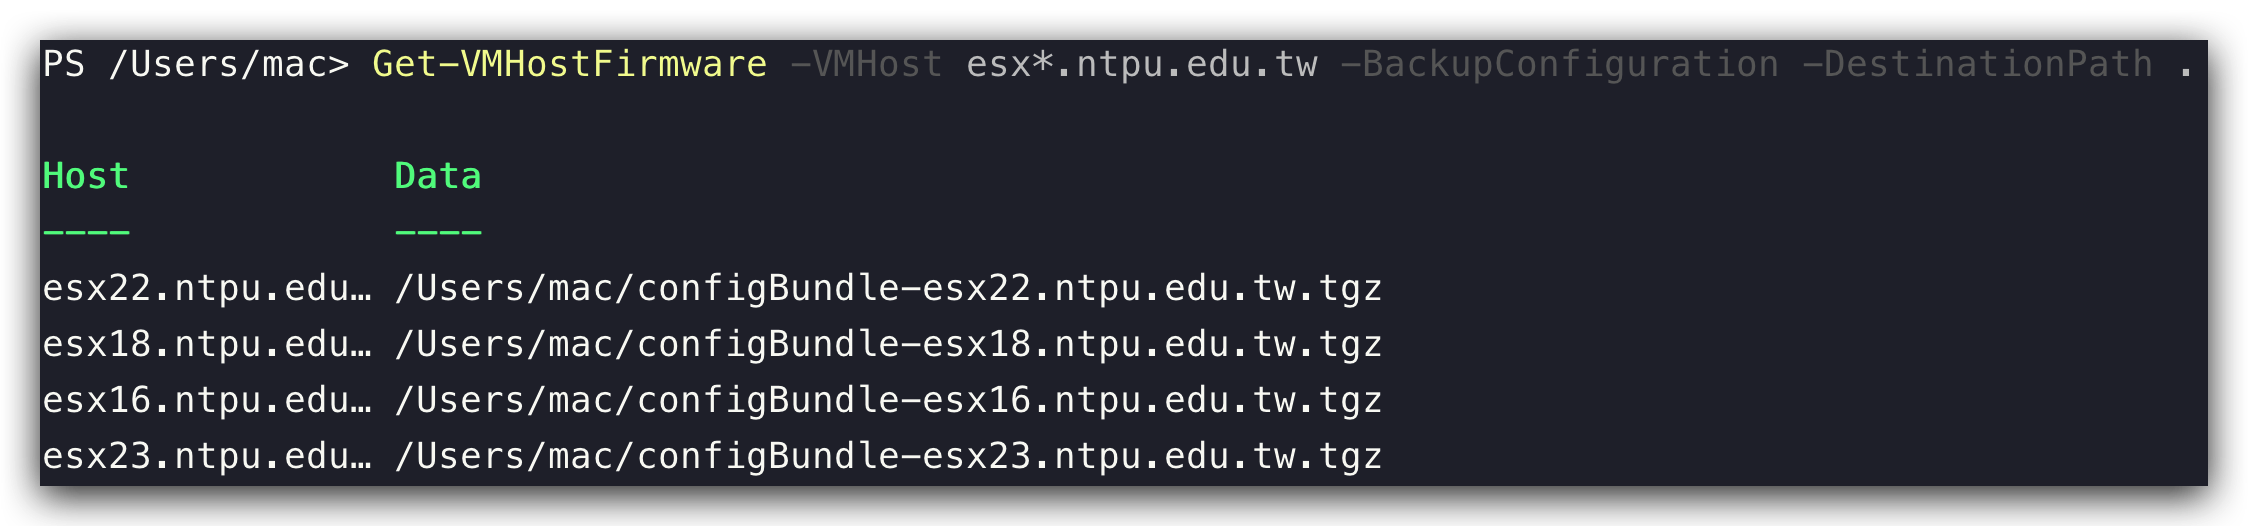 PS /Users/mac> Get-VMHostFirmware -VMHost esx*.ntpu.edu.tw -BackupConfiguration -DestinationPath .
Host Data
---- ----
esx22.ntpu.edu… /Users/mac/configBundle-esx22.ntpu.edu.tw.tgz
esx18.ntpu.edu… /Users/mac/configBundle-esx18.ntpu.edu.tw.tgz
esx16.ntpu.edu… /Users/mac/configBundle-esx16.ntpu.edu.tw.tgz
esx23.ntpu.edu… /Users/mac/configBundle-esx23.ntpu.edu.tw.tgz